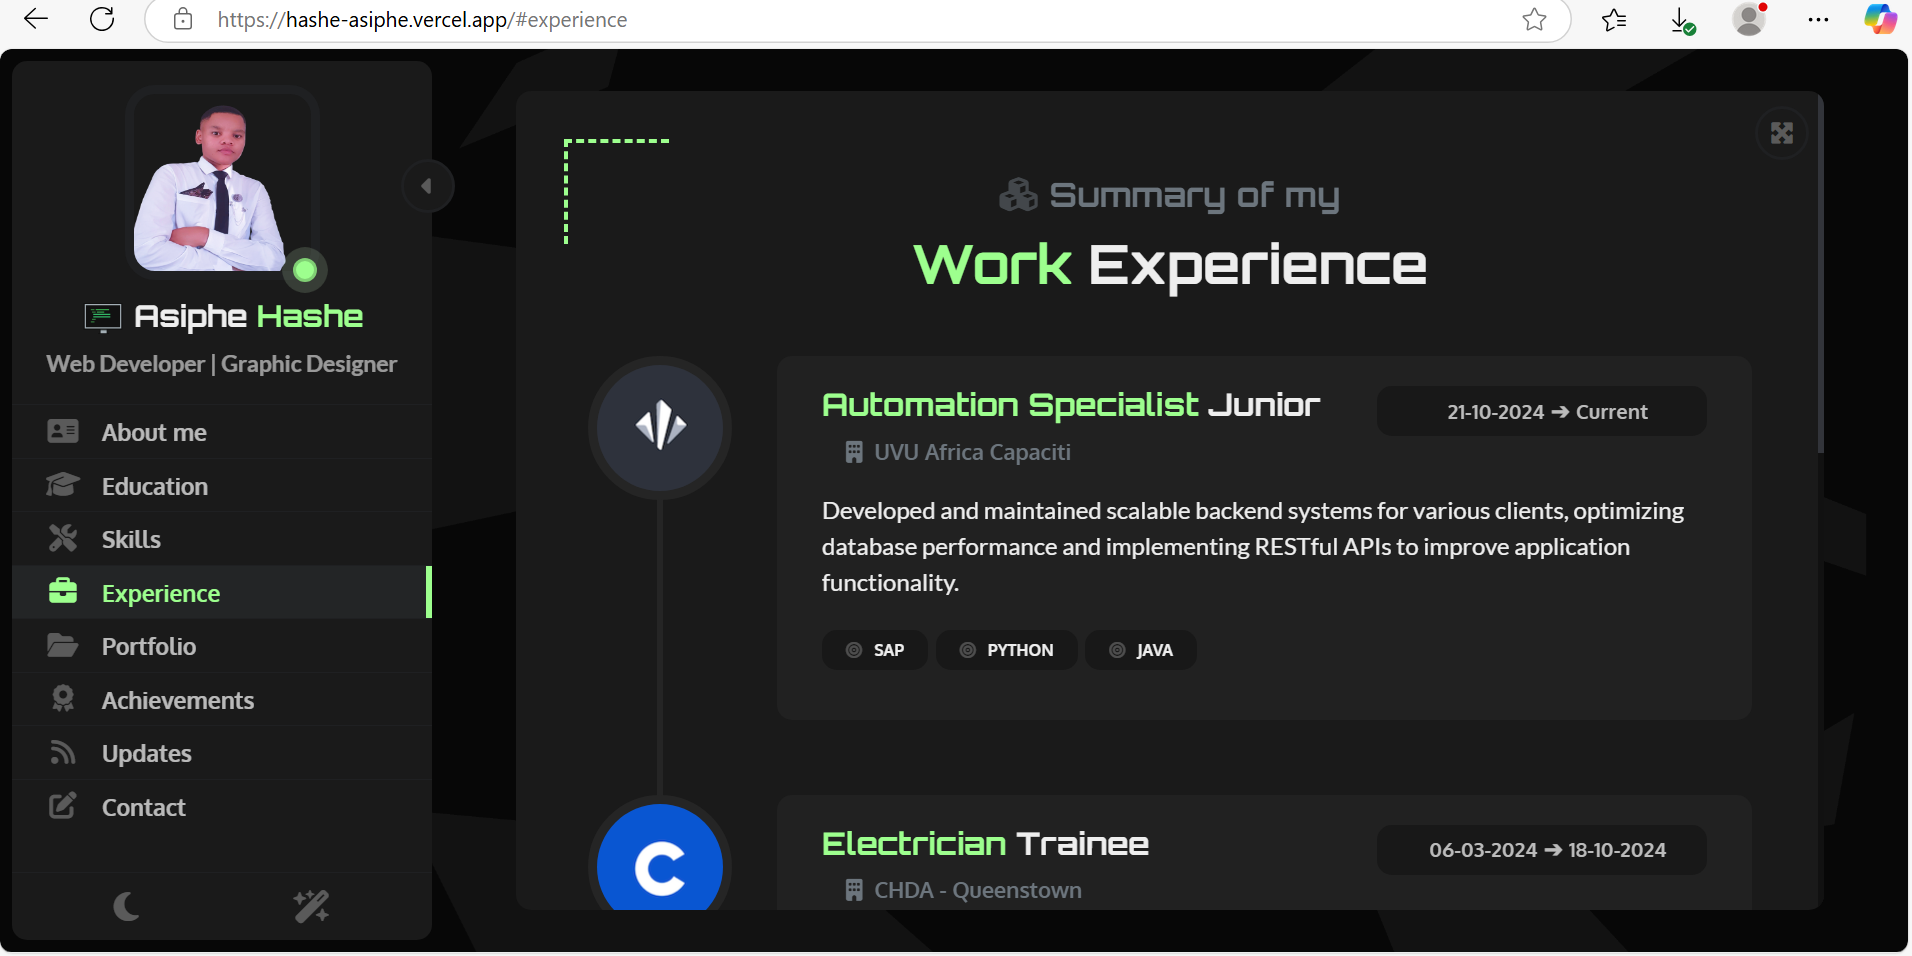 https://hashe-asiphe.vercel.app/#experience
Asiphe Hashe
Web Developer | Graphic Designer
About me
Education
Skills
Experience
Portfolio
Achievements
Updates
Contact
Summary of my
Work Experience
Automation Specialist Junior
21-10-2024 ➔ Current
UVU Africa Capaciti
Developed and maintained scalable backend systems for various clients, optimizing
database performance and implementing RESTful APIs to improve application
functionality.
SAP PYTHON JAVA
Electrician Trainee
06-03-2024 ➔ 18-10-2024
CHDA - Queenstown